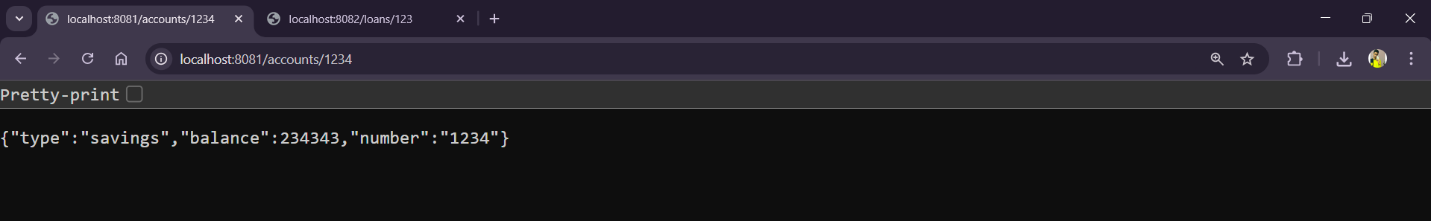 localhost:8081/accounts/1234
localhost:8082/loans/123
localhost:8081/accounts/1234
Pretty-print
{"type":"savings","balance":234343,"number":"1234"}